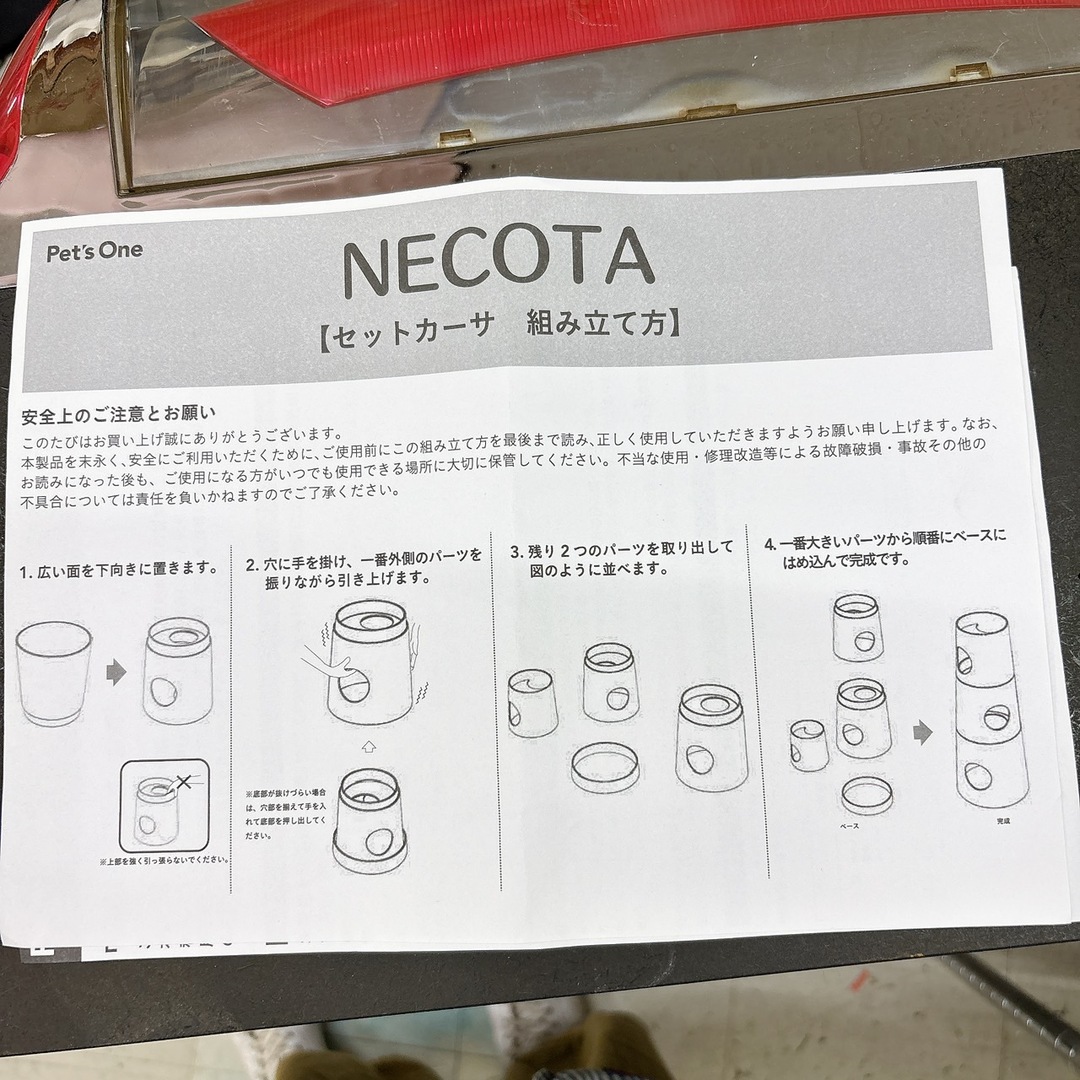 Pet's One
NECOTA
【セットカーサ　組み立て方】
安全上のご注意とお願い
このたびはお買い上げ誠にありがとうございます。
本製品を末永く、安全にご利用いただくために、ご使用前にこの組み立て方を最後まで読み、正しく使用していただきますようお願い申し上げます。なお、
お読みになった後も、ご使用になる方がいつでも使用できる場所に大切に保管してください。不当な使用・修理改造等による故障破損・事故その他の
不具合については責任を負いかねますのでご了承ください。
1. 広い面を下向きに置きます。
※上部を強く引っ張らないでください。
2. 穴に手を掛け、一番外側のパーツを
振りながら引き上げます。
※底部が抜けづらい場合
は、穴部を揃えて手を入
れて底部を押し出してく
ださい。
3. 残り２つのパーツを取り出して
図のように並べます。
4. 一番大きいパーツから順番にベースに
はめ込んで完成です。
ベース
完成